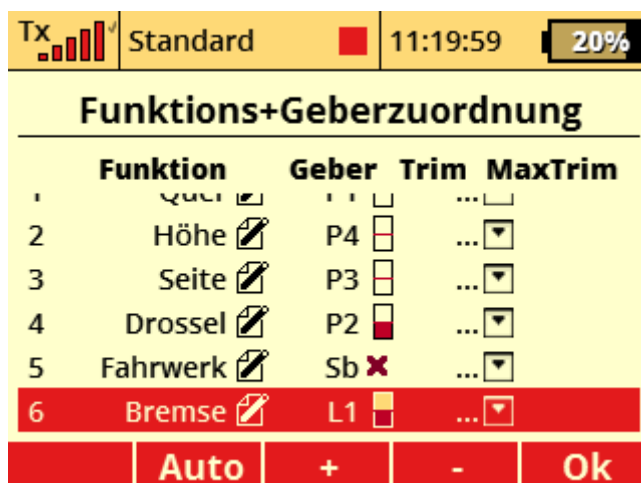 Tx Standard 11:19:59 20%
Funktions+Geberzuordnung
Funktion Geber Trim MaxTrim
2 Höhe P4 ...
3 Seite P3 ...
4 Drossel P2 ...
5 Fahrwerk Sb ...
6 Bremse L1 ...
Auto + - Ok